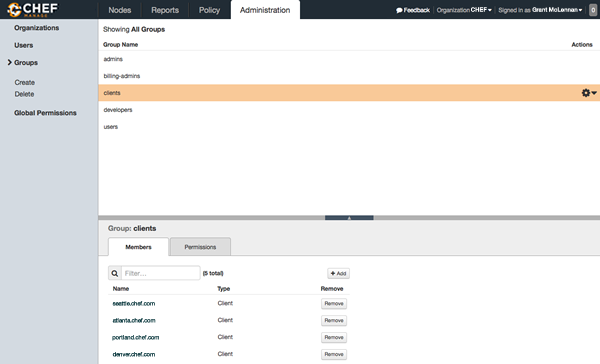 CHEF
MANAGE
Nodes Reports Policy Administration
Feedback Organization CHEF Signed in as Grant McLennan 0
Organizations
Users
Groups
Create
Delete
Global Permissions
Showing All Groups
Group Name Actions
admins
billing-admins
clients
developers
users
Group: clients
Members Permissions
Filter... (5 total) + Add
Name Type Remove
seattle.chef.com Client Remove
atlanta.chef.com Client Remove
portland.chef.com Client Remove
denver.chef.com Client Remove